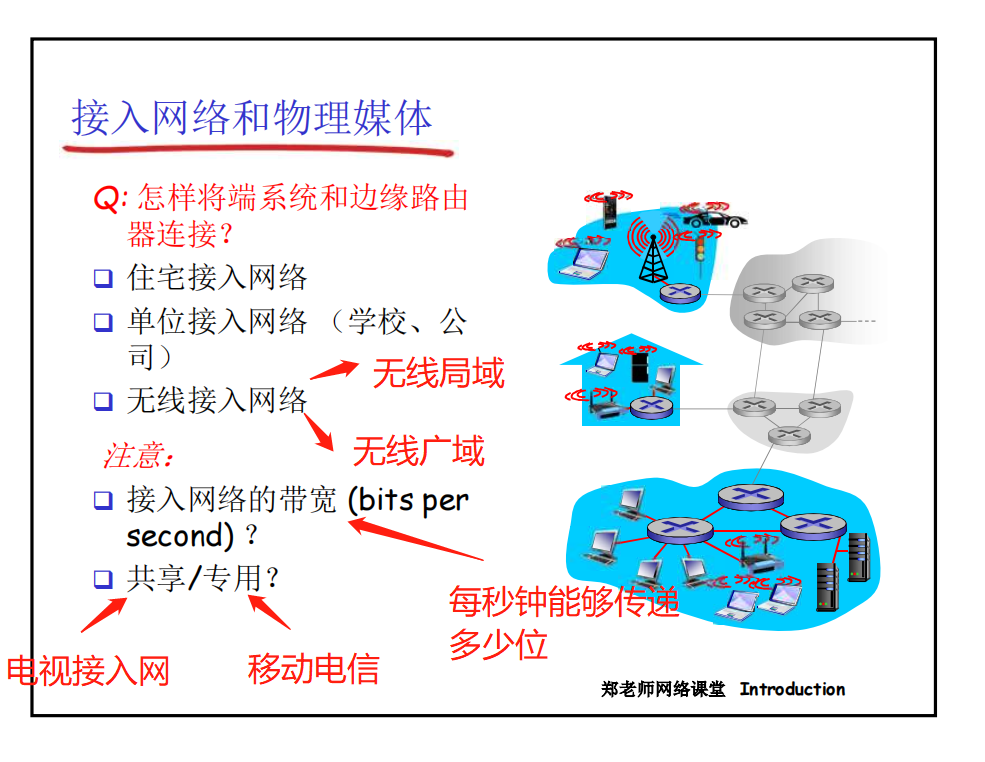 接入网络和物理媒体
Q: 怎样将端系统和边缘路由
器连接？
住宅接入网络
单位接入网络 （学校、公
司）
无线局域
无线接入网络
无线广域
注意：
接入网络的带宽 (bits per
second) ？
共享/专用？
每秒钟能够传递
多少位
电视接入网
移动电信
郑老师网络课堂 Introduction